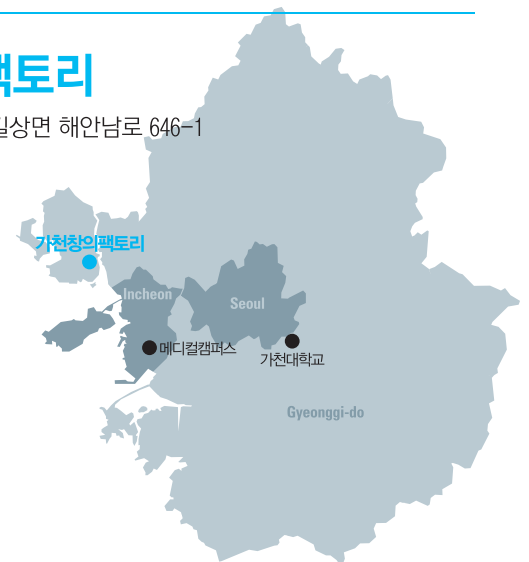 팩토리
길상면 해안남로 646-1
가천창의팩토리
Incheon
Seoul
메디컬캠퍼스
가천대학교
Gyeonggi-do